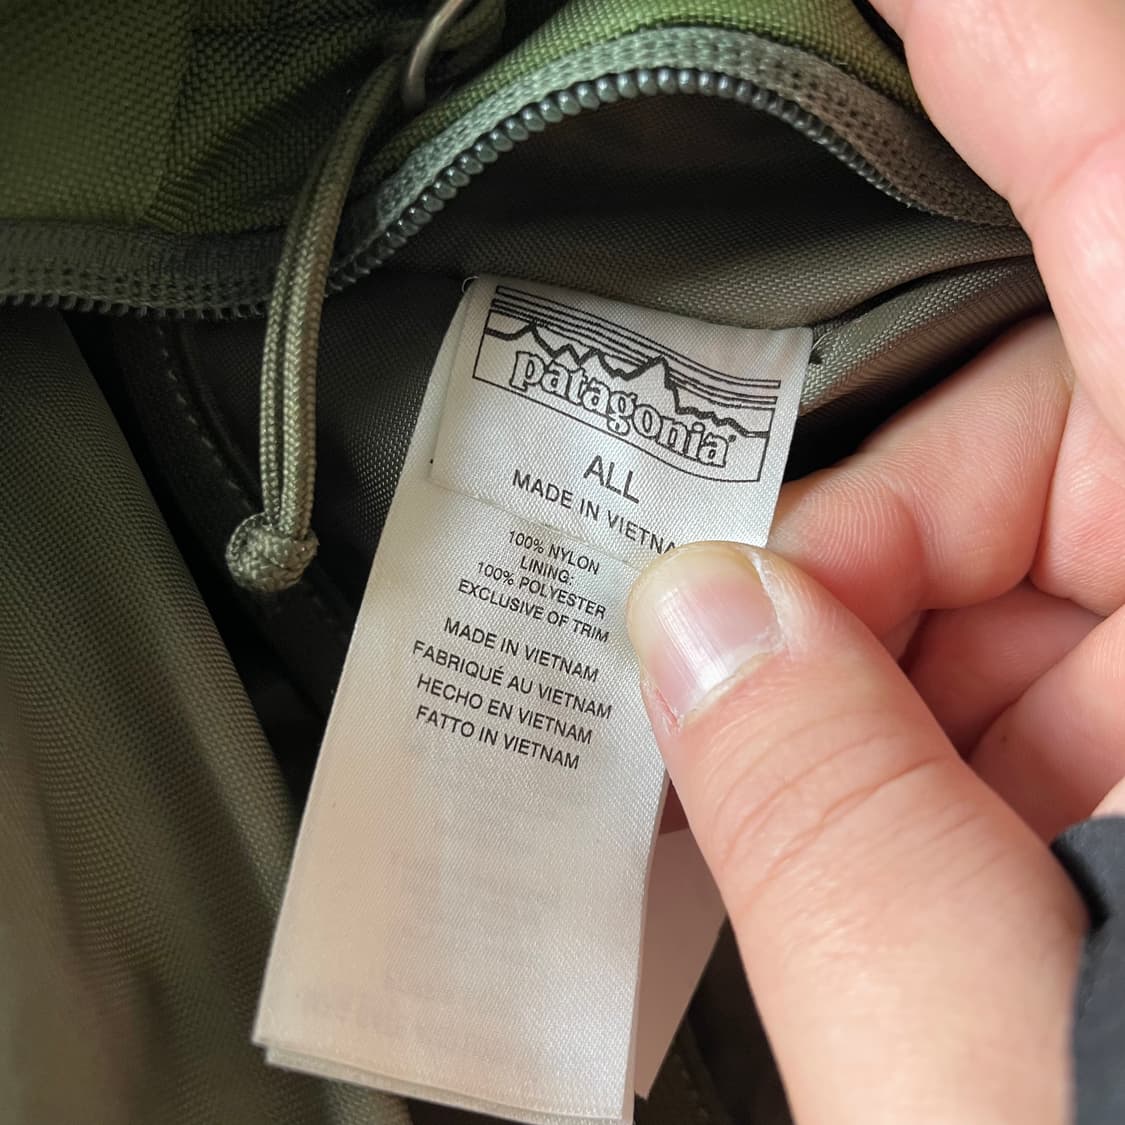 patagonia
ALL
MADE IN VIETNA
100% NYLON
LINING:
100% POLYESTER
EXCLUSIVE OF TRIM
MADE IN VIETNAM
FABRIQUÉ AU VIETNAM
HECHO EN VIETNAM
FATTO IN VIETNAM